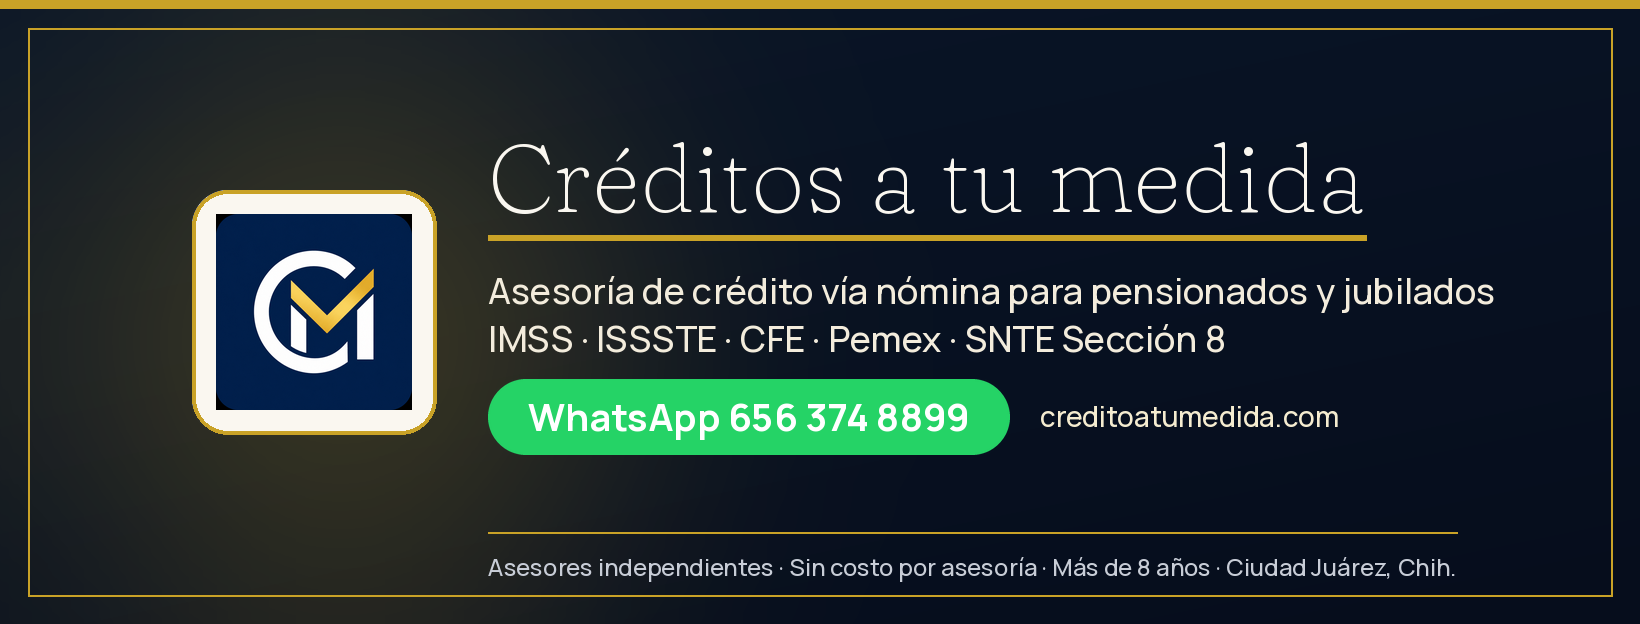 Créditos a tu medida
Asesoría de crédito vía nómina para pensionados y jubilados
IMSS · ISSSTE · CFE · Pemex · SNTE Sección 8
WhatsApp 656 374 8899
creditoatumedida.com
Asesores independientes · Sin costo por asesoría · Más de 8 años · Ciudad Juárez, Chih.